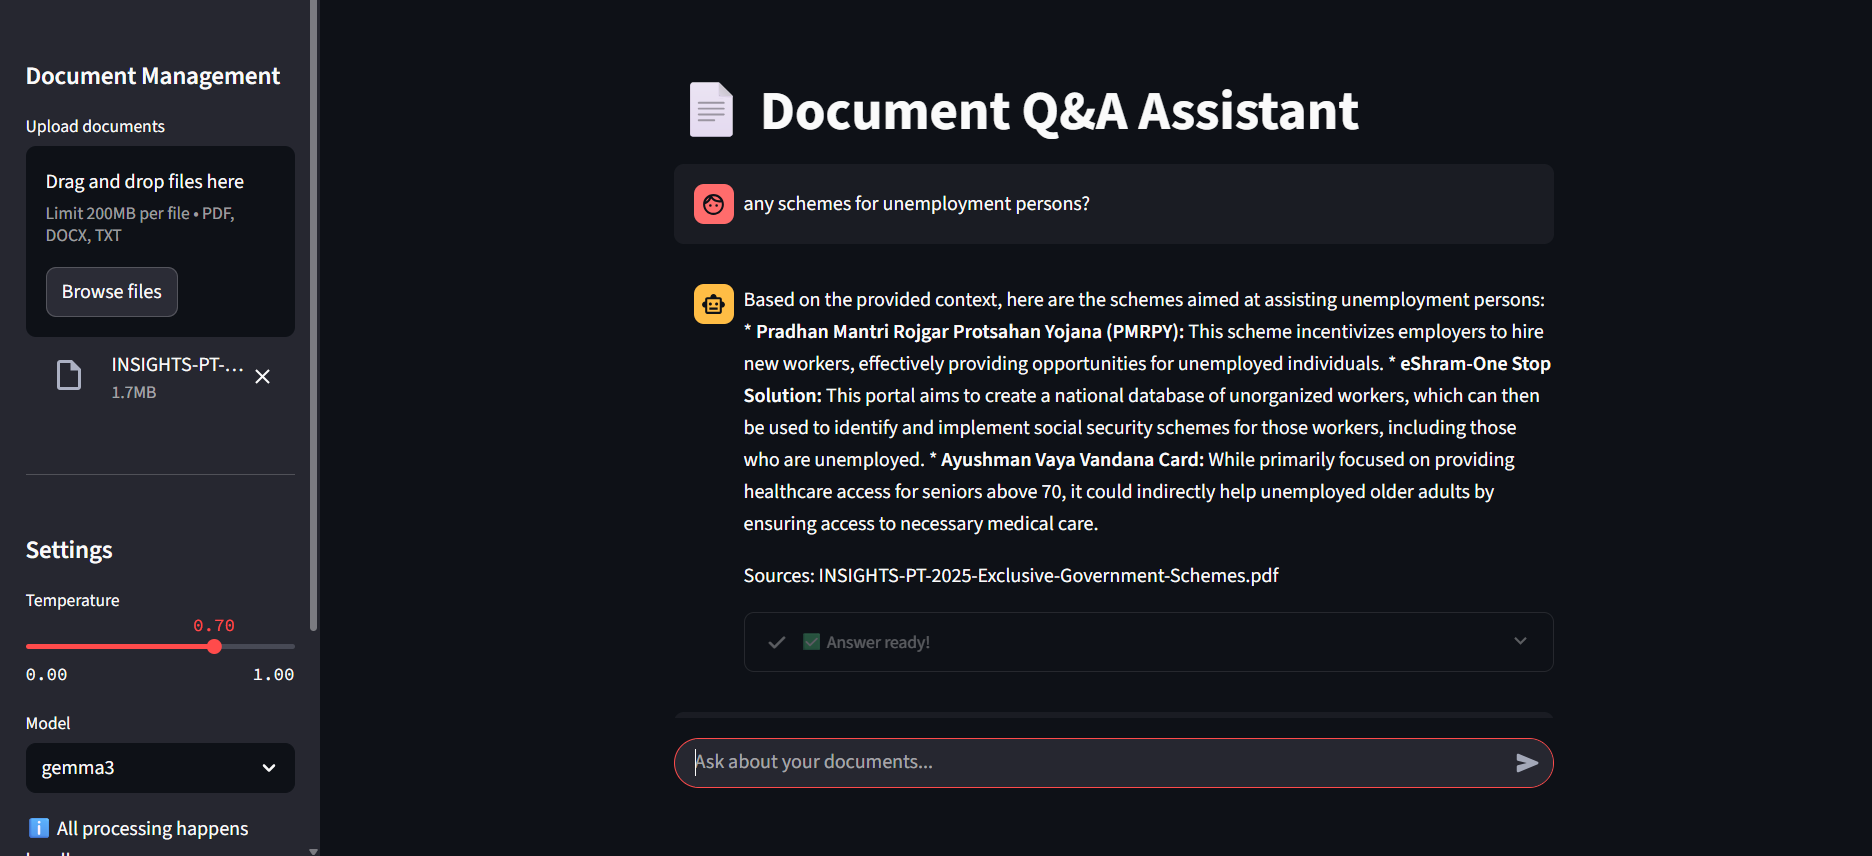 Document Management
Upload documents
Drag and drop files here
Limit 200MB per file • PDF,
DOCX, TXT
Browse files
INSIGHTS-PT-...
1.7MB
Settings
Temperature
0.70
0.00
1.00
Model
gemma3
All processing happens
Document Q&A Assistant
any schemes for unemployment persons?
Based on the provided context, here are the schemes aimed at assisting unemployment persons:
* Pradhan Mantri Rojgar Protsahan Yojana (PMRPY): This scheme incentivizes employers to hire
new workers, effectively providing opportunities for unemployed individuals. * eShram-One Stop
Solution: This portal aims to create a national database of unorganized workers, which can then
be used to identify and implement social security schemes for those workers, including those
who are unemployed. * Ayushman Vaya Vandana Card: While primarily focused on providing
healthcare access for seniors above 70, it could indirectly help unemployed older adults by
ensuring access to necessary medical care.
Sources: INSIGHTS-PT-2025-Exclusive-Government-Schemes.pdf
Answer ready!
Ask about your documents...